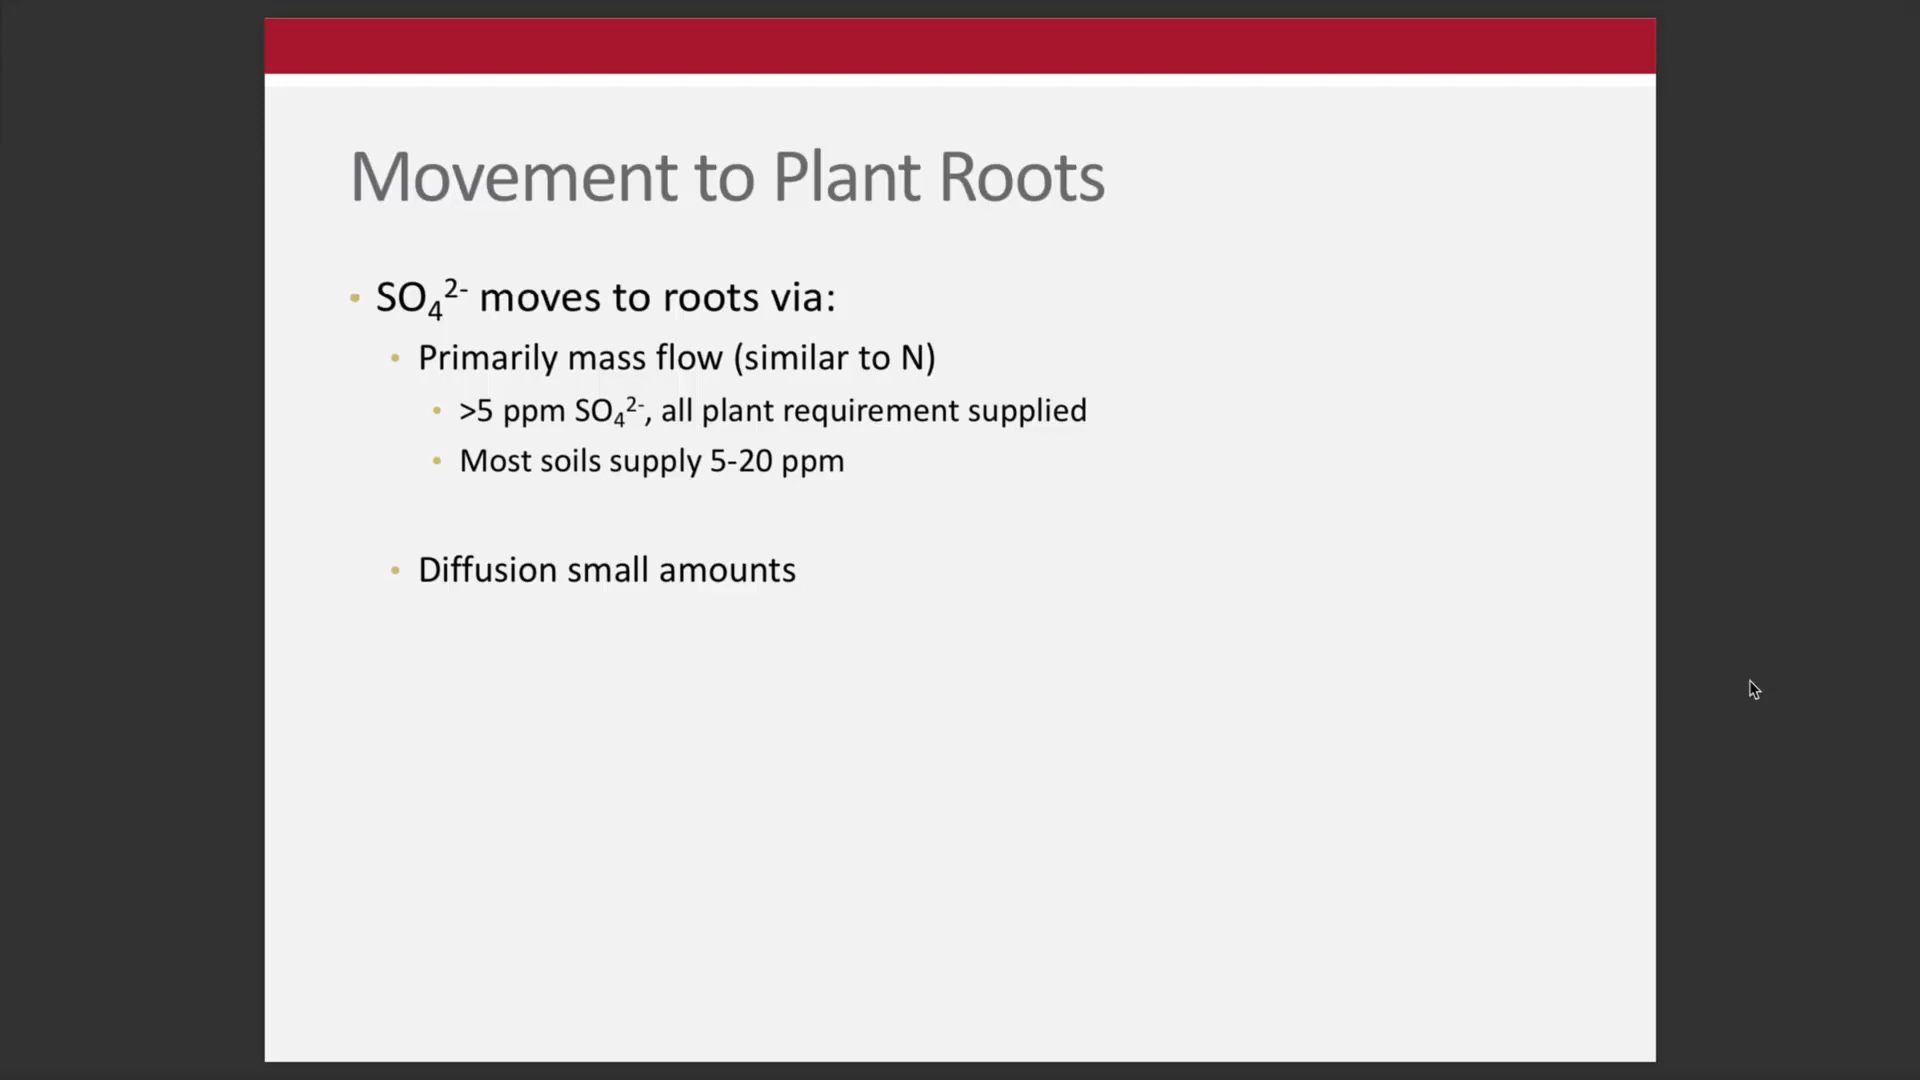 Movement to Plant Roots
• SO₄²⁻ moves to roots via:
• Primarily mass flow (similar to N)
• >5 ppm SO₄²⁻, all plant requirement supplied
• Most soils supply 5-20 ppm
• Diffusion small amounts